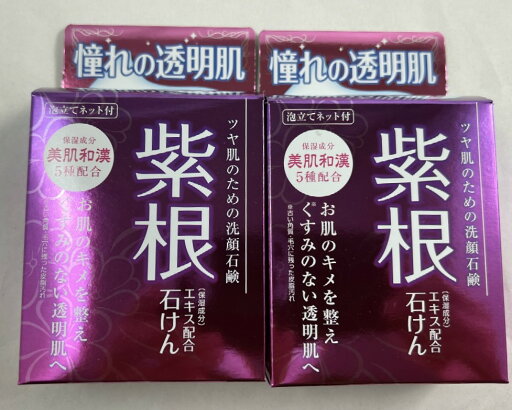 憧れの透明肌
泡立てネット付
ツヤ肌のための洗顔石鹸
保湿成分
美肌和漢
5種配合
紫根
(保湿成分)
エキス配合
石けん
お肌のキメを整え
くすみのない透明肌へ
※古い角質・毛穴に残った皮脂汚れ
憧れの透明肌
泡立てネット付
ツヤ肌のための洗顔石鹸
保湿成分
美肌和漢
5種配合
紫根
(保湿成分)
エキス配合
石けん
お肌のキメを整え
くすみのない透明肌へ
※古い角質・毛穴に残った皮脂汚れ